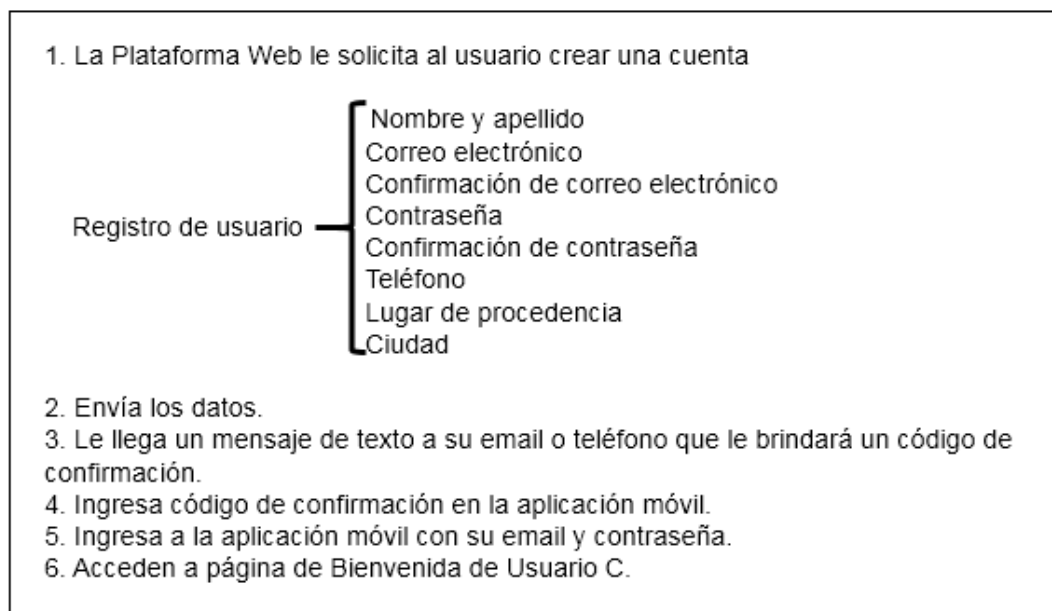 1. La Plataforma Web le solicita al usuario crear una cuenta
Nombre y apellido
Correo electrónico
Confirmación de correo electrónico
Contraseña
Registro de usuario
Confirmación de contraseña
Teléfono
Lugar de procedencia
Ciudad
2. Envía los datos.
3. Le llega un mensaje de texto a su email o teléfono que le brindará un código de
confirmación.
4. Ingresa código de confirmación en la aplicación móvil.
5. Ingresa a la aplicación móvil con su email y contraseña.
6. Acceden a página de Bienvenida de Usuario C.